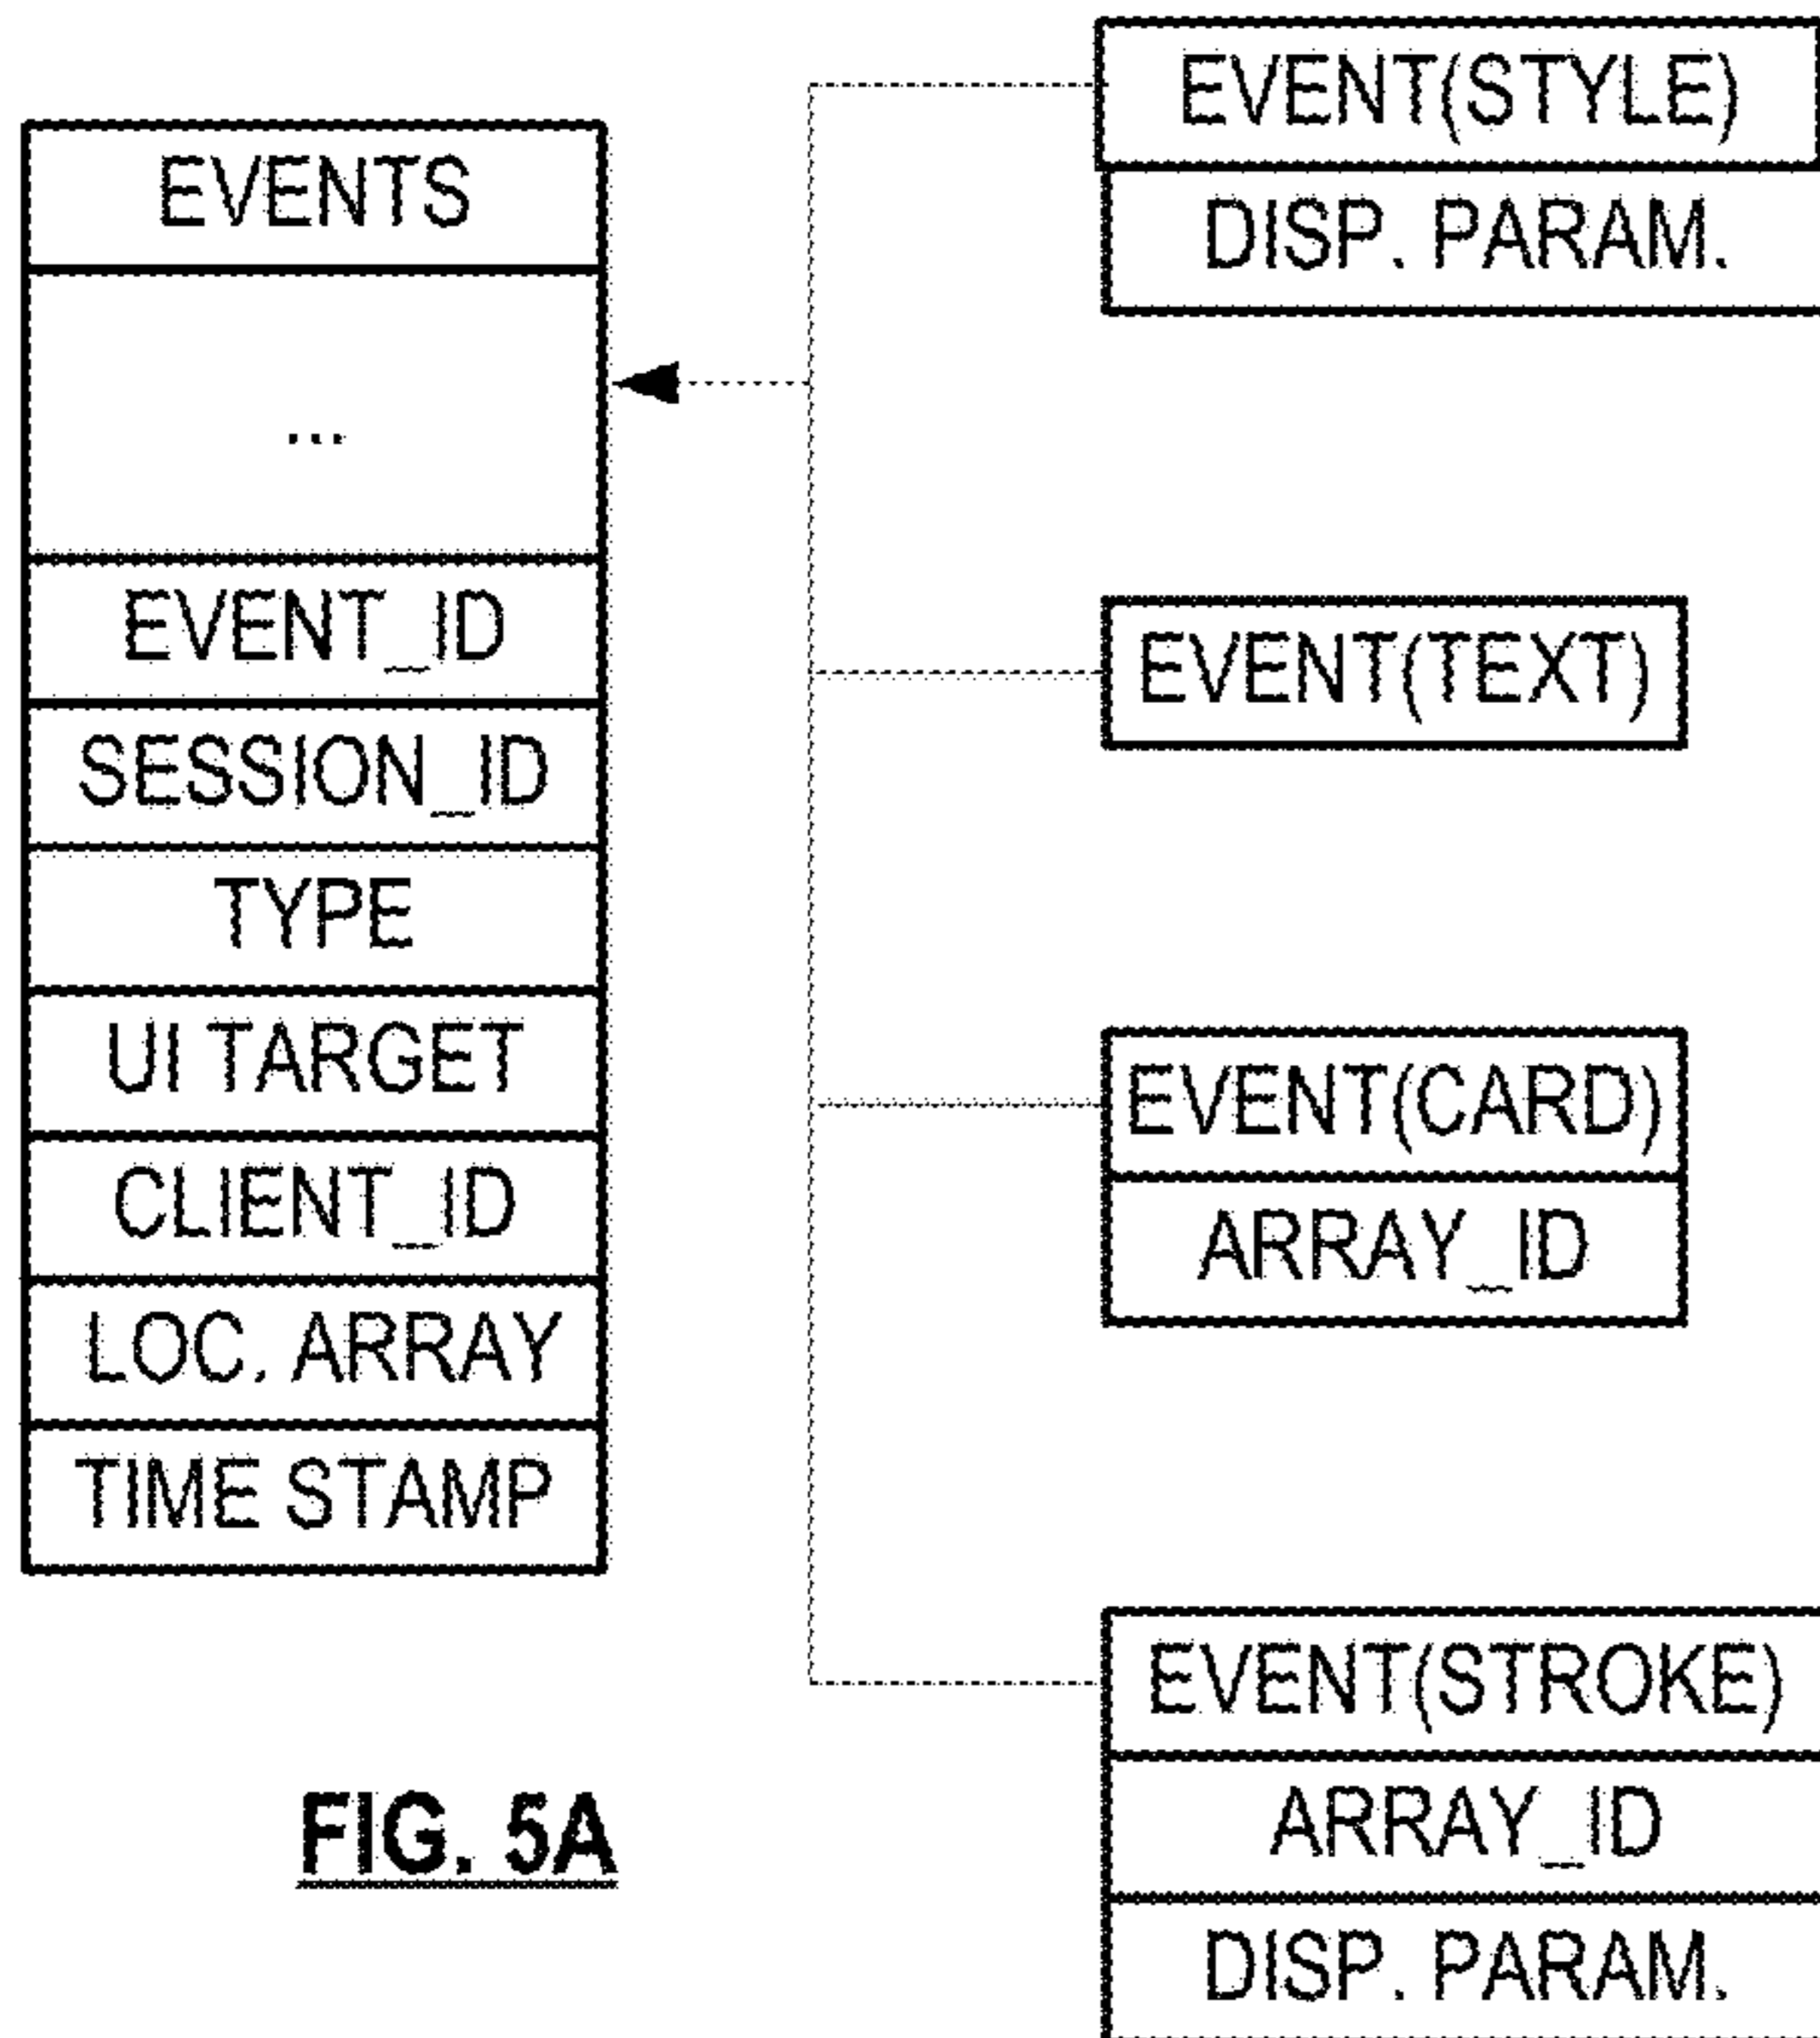 EVENTS
...
EVENT_ID
SESSION_ID
TYPE
UI TARGET
CLIENT_ID
LOC. ARRAY
TIME STAMP
EVENT(STYLE)
DISP. PARAM.
EVENT(TEXT)
EVENT(CARD)
ARRAY_ID
EVENT(STROKE)
ARRAY_ID
DISP. PARAM.
FIG. 5A